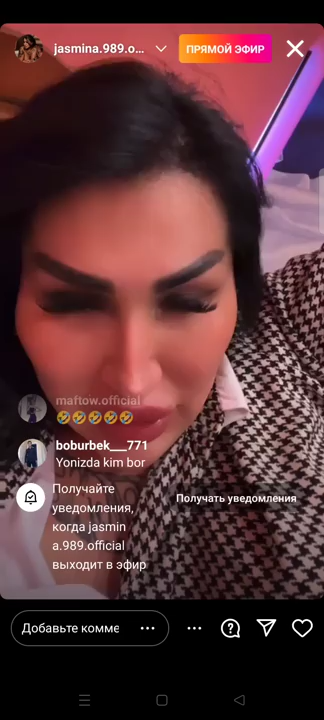 jasmina.989.o...
ПРЯМОЙ ЭФИР
maftow.official
🤣🤣🤣🤣🤣
boburbek___771
Yonizda kim bor
Получайте
уведомления,
когда jasmin
a.989.official
выходит в эфир
Получать уведомления
Добавьте комме